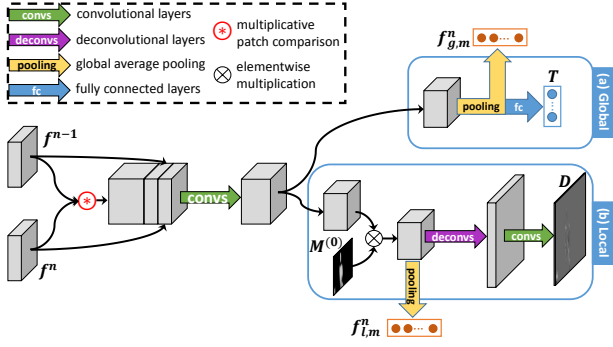 convs convolutional layers
deconvs deconvolutional layers
pooling global average pooling
fc fully connected layers
* multiplicative
patch comparison
elementwise
multiplication
f^{n-1}
f^n
*
convs
f^n_{g,m}
pooling
fc
T
(a) Global
M^{(0)}
deconvs
convs
D
(b) Local
pooling
f^n_{l,m}